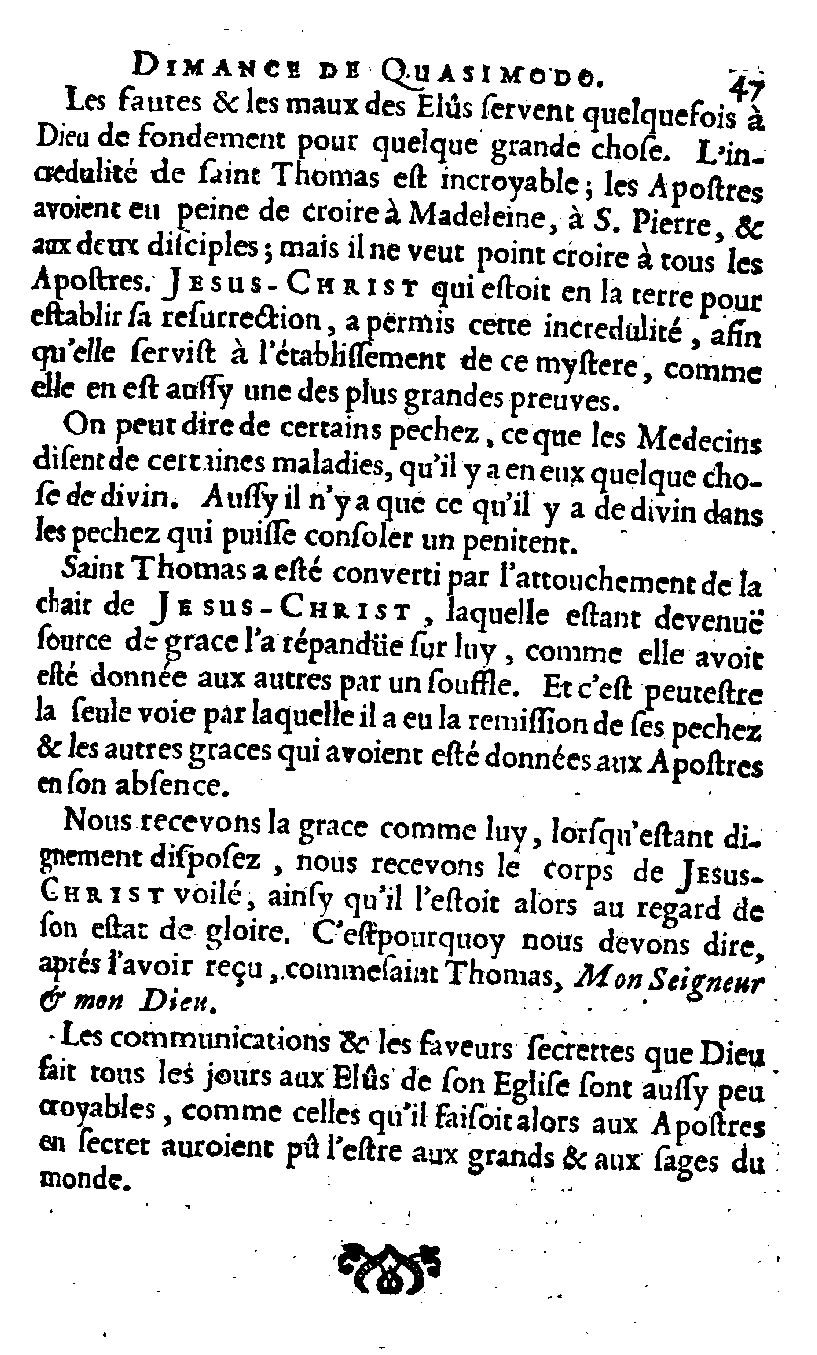 DIMANCE DE QUASIMODO. 47
Les fautes & les maux des Elûs ſervent quelquefois à
Dieu de fondement pour quelque grande choſe. L'in-
credulité de ſaint Thomas eſt incroyable ; les Apoſtres
avoient eu peine de croire à Madeleine, à S. Pierre, &
aux deux diſciples ; mais il ne veut point croire à tous les
Apoſtres. JESUS-CHRIST qui eſtoit en la terre pour
eſtablir ſa reſurrection, a permis cette incredulité, afin
qu'elle ſerviſt à l'établiſſement de ce myſtere, comme
elle en eſt auſſy une des plus grandes preuves.
On peut dire de certains pechez, ce que les Medecins
diſent de certaines maladies, qu'il y a en eux quelque cho-
ſe de divin. Auſſy il n'y a que ce qu'il y a de divin dans
les pechez qui puiſſe conſoler un penitent.
Saint Thomas a eſté converti par l'attouchement de la
chair de JESUS-CHRIST, laquelle eſtant devenuë
ſource de grace l'a répandüe ſur luy, comme elle avoit
eſté donnée aux autres par un ſouffle. Et c'eſt peuteſtre
la ſeule voie par laquelle il a eu la remiſſion de ſes pechez
& les autres graces qui avoient eſté données aux Apoſtres
en ſon abſence.
Nous recevons la grace comme luy, lorſqu'eſtant di-
gnement diſpoſez, nous recevons le corps de JESUS-
CHRIST voilé, ainſy qu'il l'eſtoit alors au regard de
ſon eſtat de gloire. C'eſtpourquoy nous devons dire,
aprés l'avoir reçu, comme ſaint Thomas, Mon Seigneur
& mon Dieu.
Les communications & les faveurs ſecrettes que Dieu
fait tous les jours aux Elûs de ſon Egliſe ſont auſſy peu
croyables, comme celles qu'il faiſoit alors aux Apoſtres
en ſecret auroient pû l'eſtre aux grands & aux ſages du
monde.